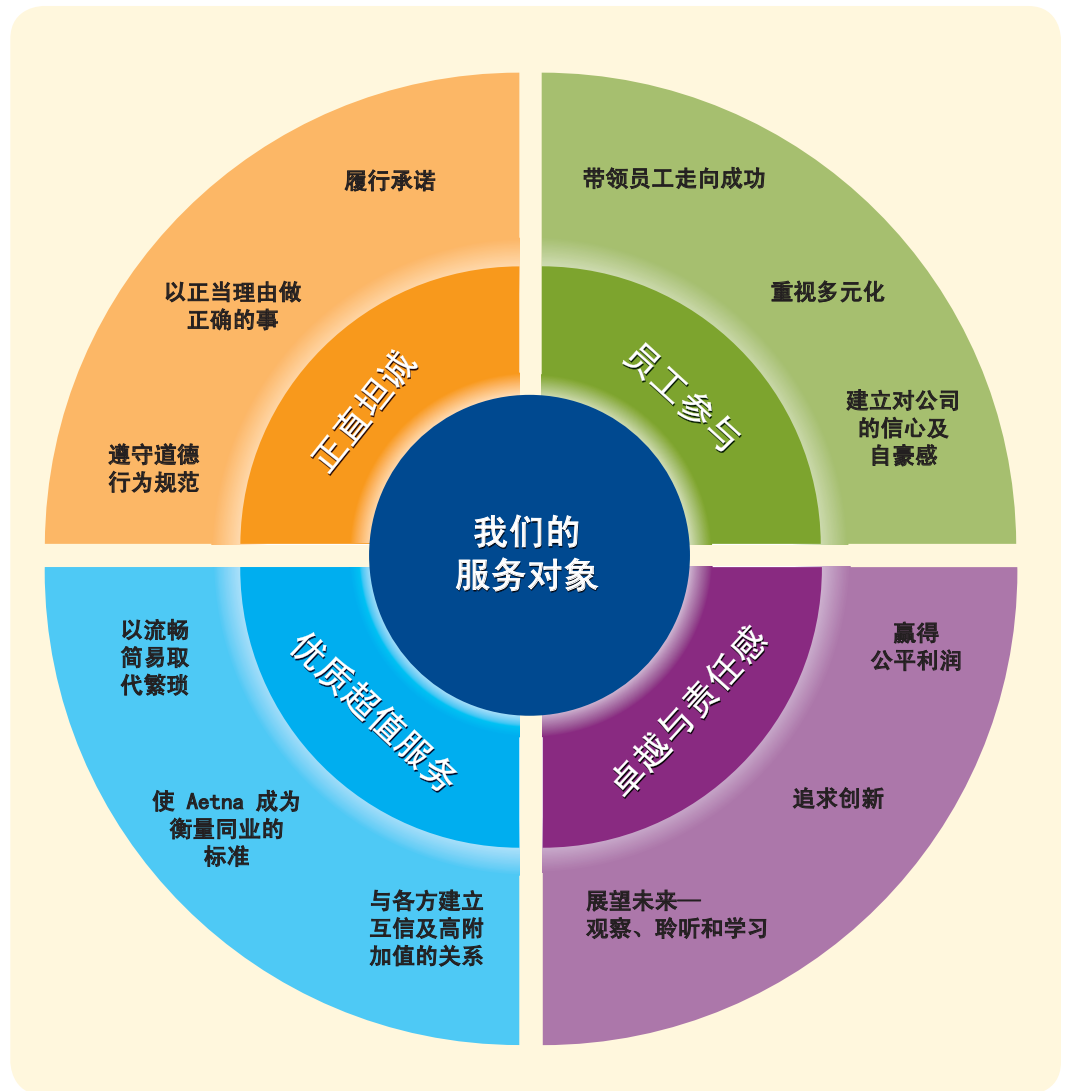 履行承诺
以正当理由做
正确的事
遵守道德
行为规范
正直坦诚
带领员工走向成功
重视多元化
建立对公司
的信心及
自豪感
员工参与
我们的
服务对象
以流畅
简易取
代繁琐
使 Aetna 成为
衡量同业的
标准
与各方建立
互信及高附
加值的关系
优质超值服务
赢得
公平利润
追求创新
展望未来—
观察、聆听和学习
卓越与责任感